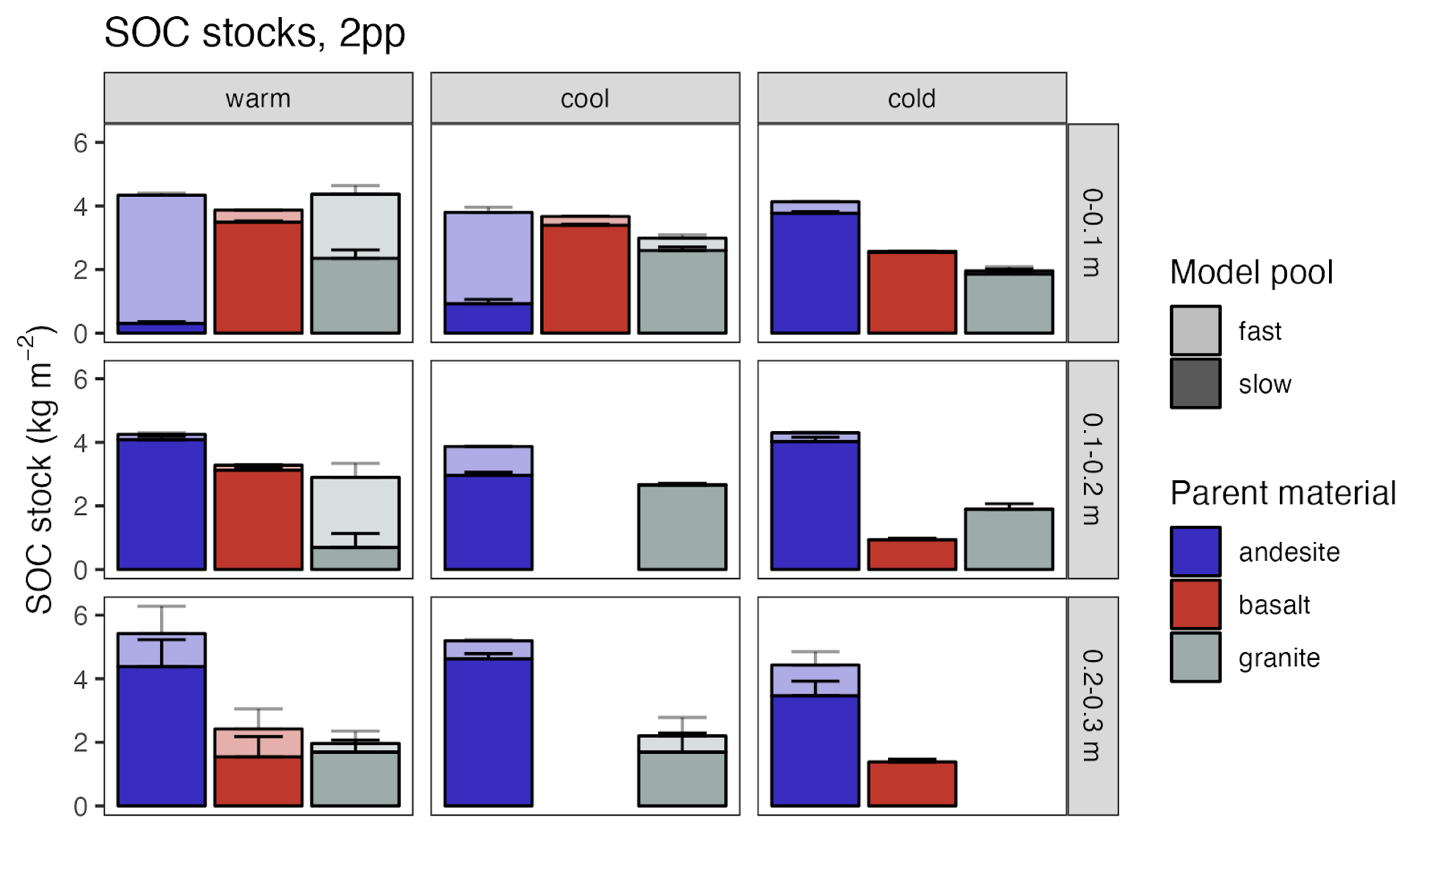 SOC stocks, 2pp
warm cool cold
6
4
2
0
0-0.1 m
6
4
2
0
0.1-0.2 m
6
4
2
0
0.2-0.3 m
SOC stock (kg m⁻²)
Model pool
fast
slow
Parent material
andesite
basalt
granite